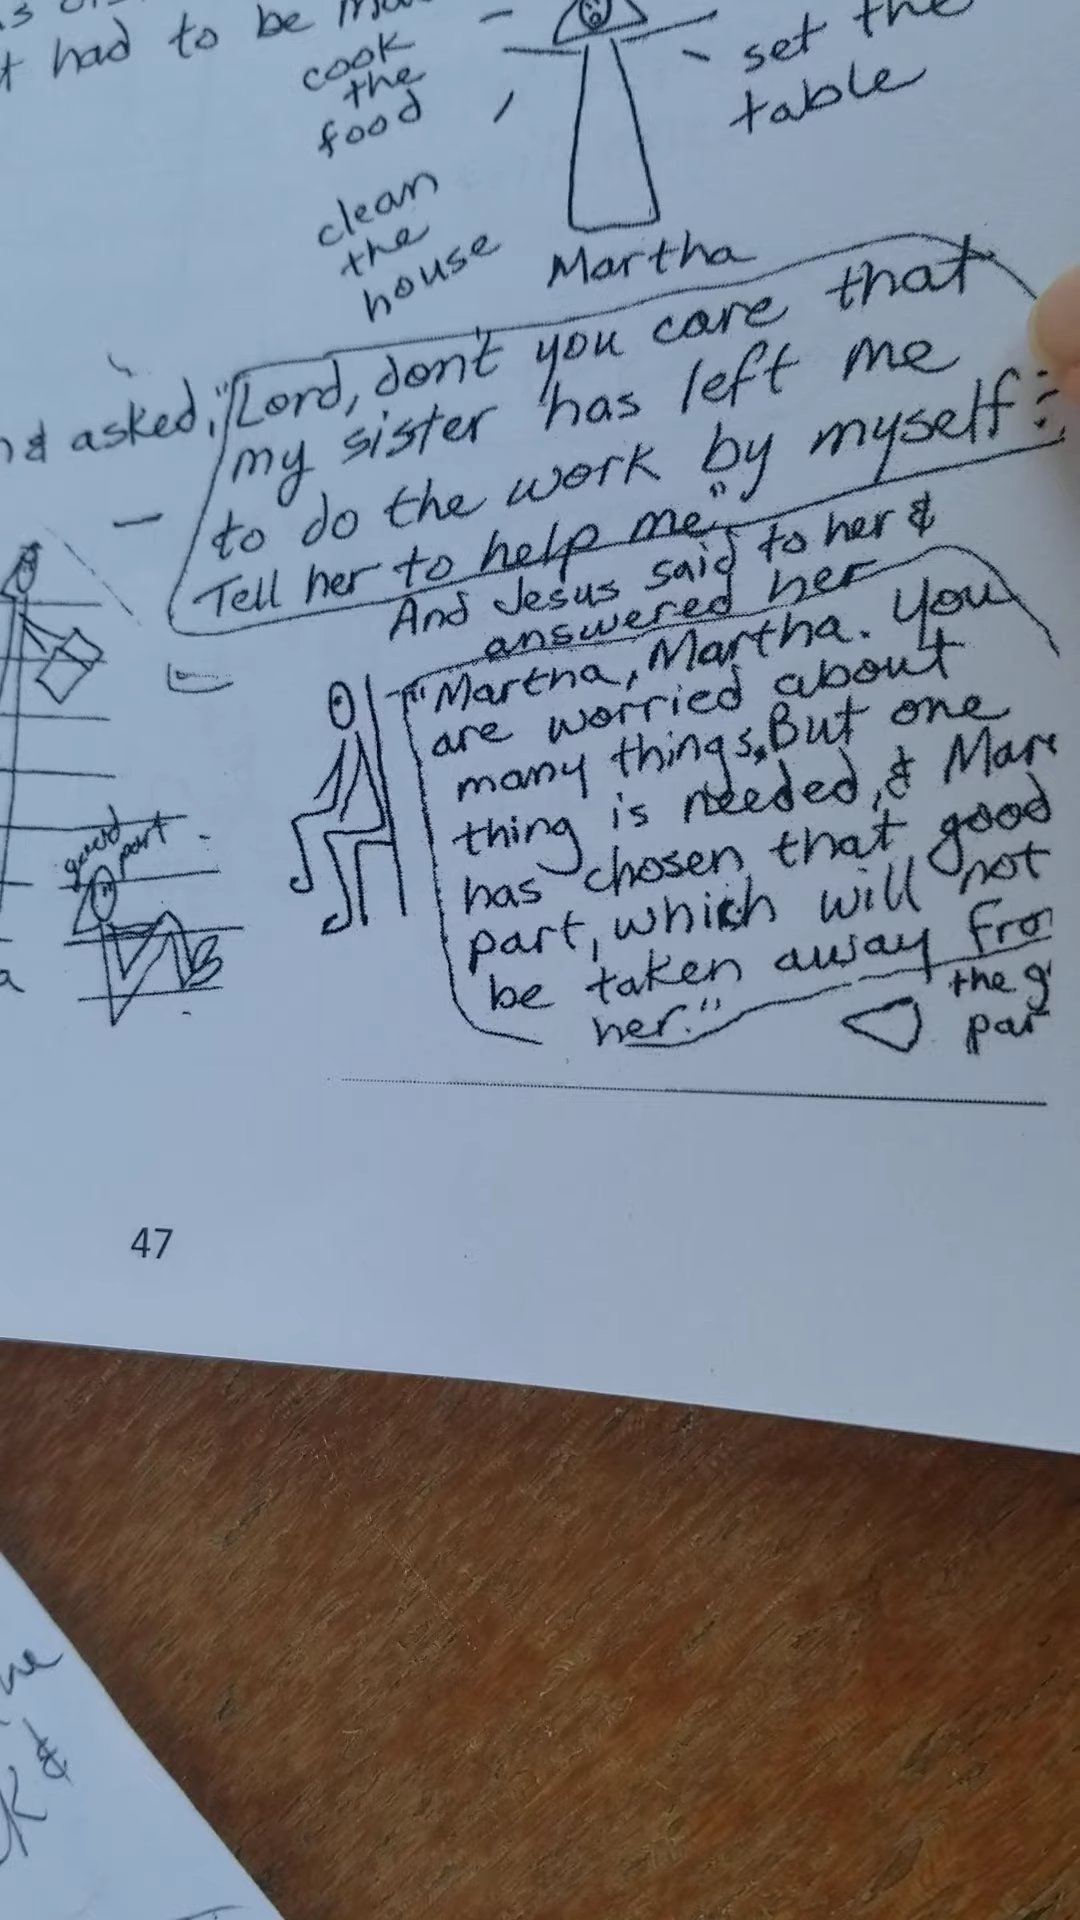 had to be
cook
the
food
set the
table
clean
the
house
Martha
asked, "Lord, don't you care that
my sister has left me
to do the work by myself?
Tell her to help me."
And Jesus said to her &
answered her
"Martha, Martha. You
are worried about
many things. But one
thing is needed, &
has chosen that good
part, which will not
be taken away
her."
the
good
part
47